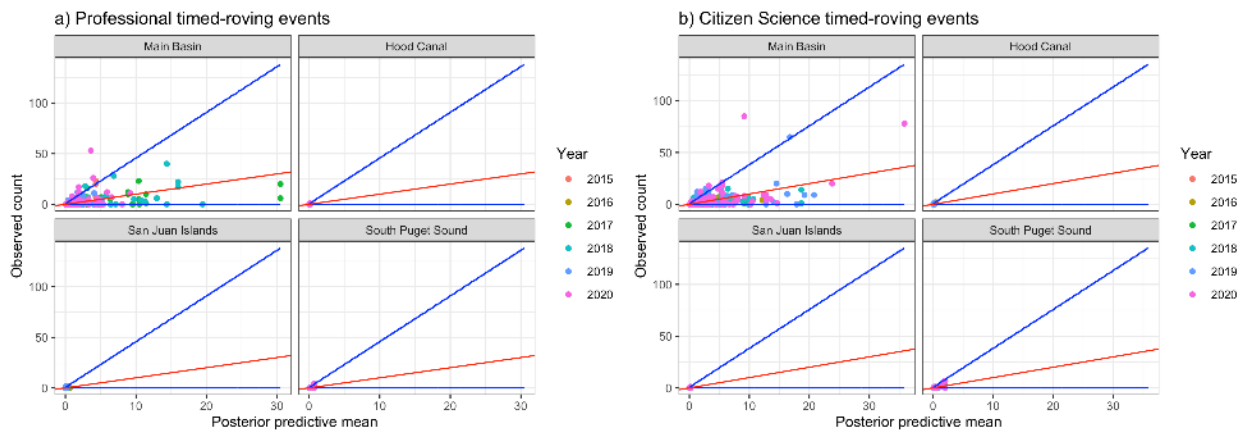 a) Professional timed-roving events
Main Basin
Hood Canal
100
50
0
San Juan Islands
South Puget Sound
100
50
0
0
10
20
30
0
10
20
30
Observed count
Posterior predictive mean
Year
2015
2016
2017
2018
2019
2020
b) Citizen Science timed-roving events
Main Basin
Hood Canal
100
50
0
San Juan Islands
South Puget Sound
100
50
0
0
10
20
30
0
10
20
30
Observed count
Posterior predictive mean
Year
2015
2016
2017
2018
2019
2020